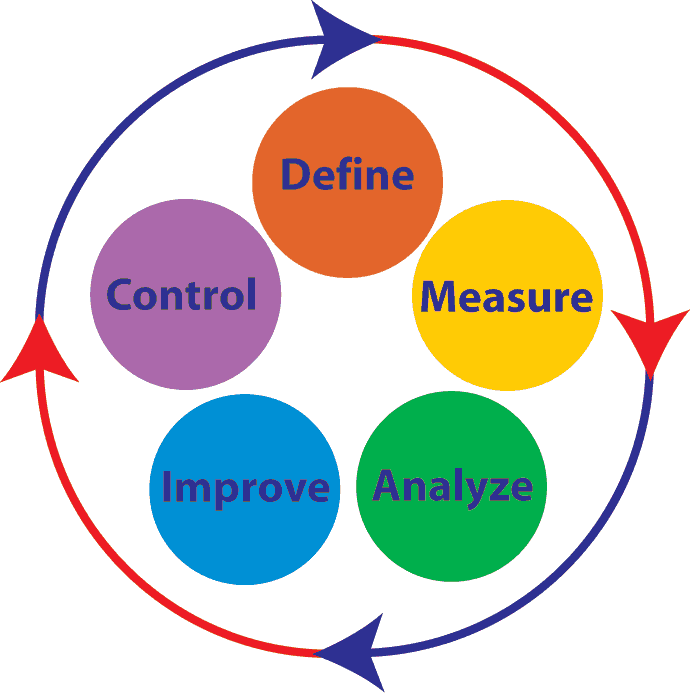 Define
Measure
Analyze
Improve
Control